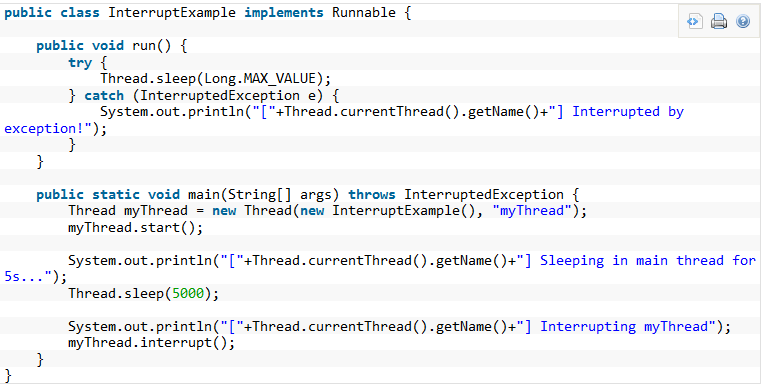 public class InterruptExample implements Runnable {
public void run() {
try {
Thread.sleep(Long.MAX_VALUE);
} catch (InterruptedException e) {
System.out.println("["+Thread.currentThread().getName()+"] Interrupted by
exception!");
}
}
public static void main(String[] args) throws InterruptedException {
Thread myThread = new Thread(new InterruptExample(), "myThread");
myThread.start();
System.out.println("["+Thread.currentThread().getName()+"] Sleeping in main thread for
5s...");
Thread.sleep(5000);
System.out.println("["+Thread.currentThread().getName()+"] Interrupting myThread");
myThread.interrupt();
}
}